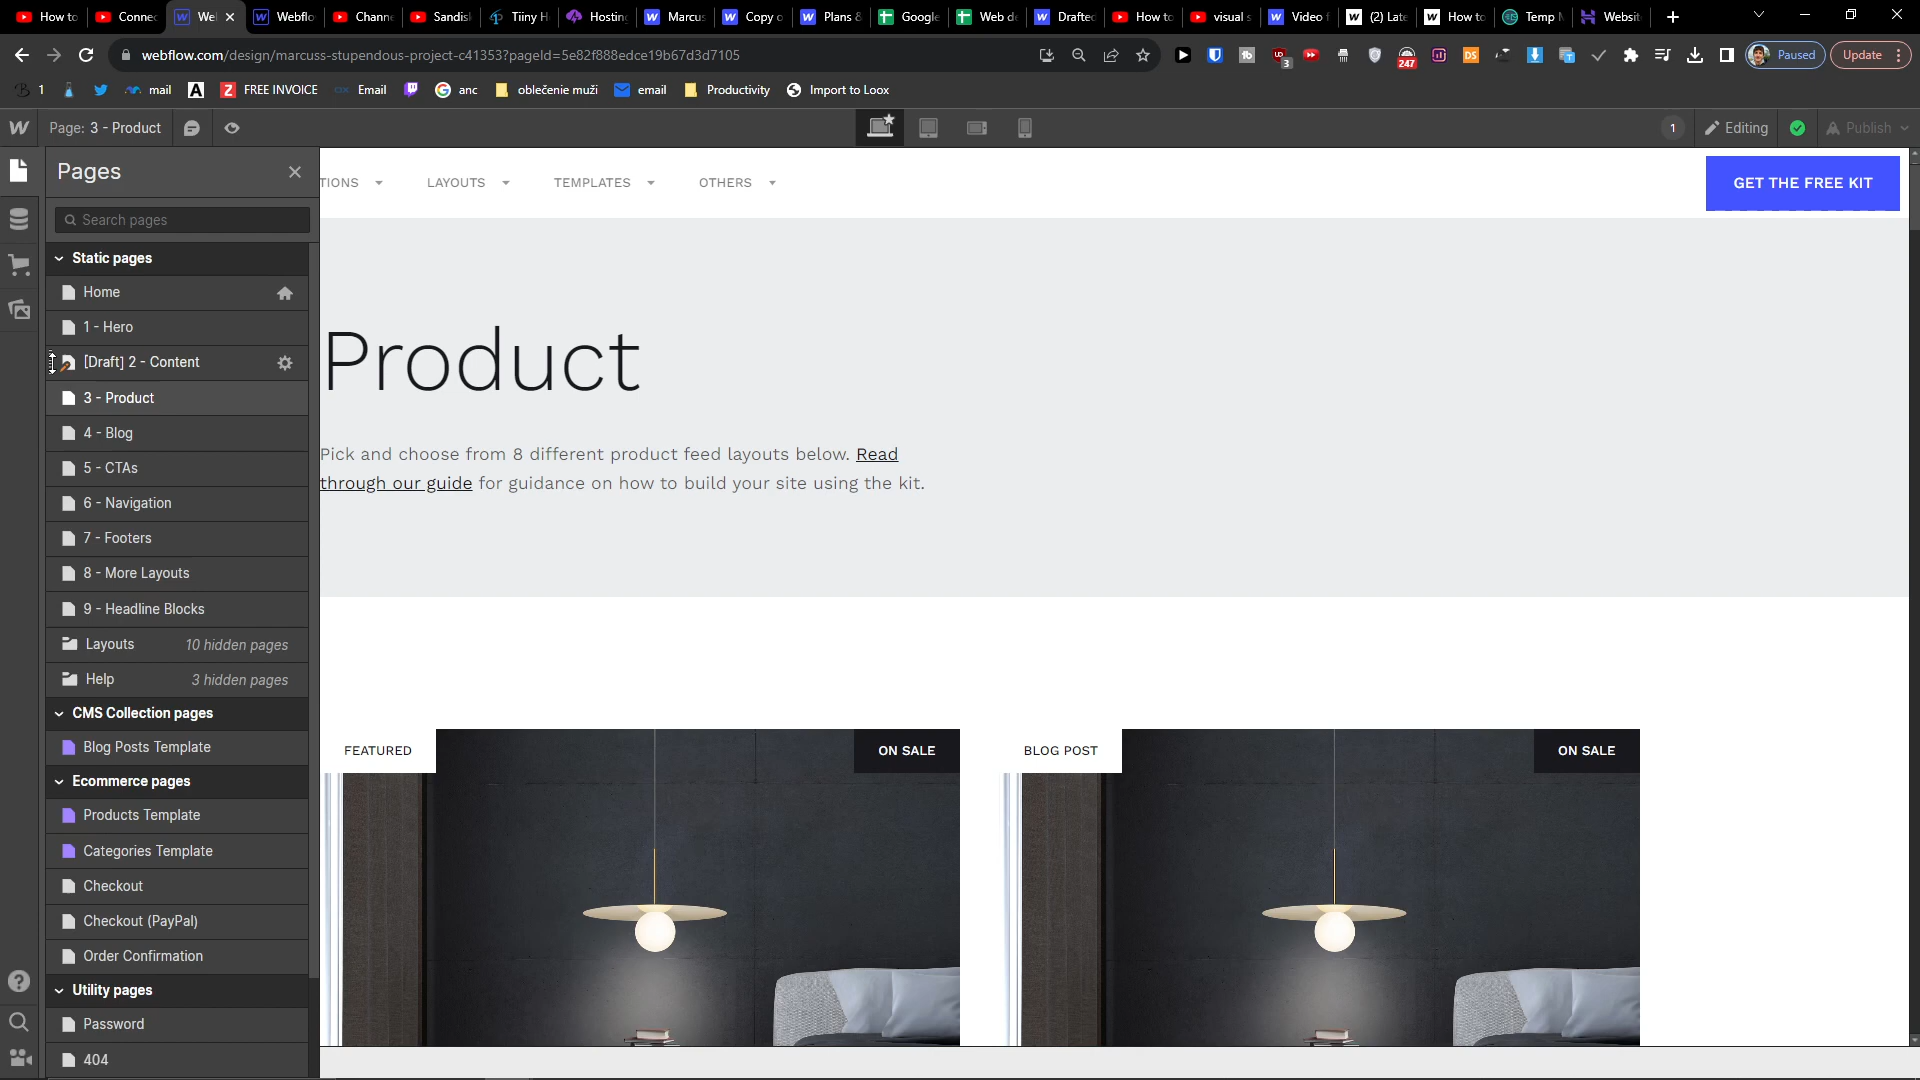 How to
Connec
We
Webflo
Chann
Sandis
Tiiny H
Hosting
Marcus
Copy o
Plans &
Google
Web de
Drafted
How to
visual s
Video f
(2) Late
How to
Temp M
Websit
webflow.com/design/marcuss-stupendous-project-c41353?pageId=5e82f888edce19b67d3d7105
3
247
DS
Paused
Update
1
mail
A
Z FREE INVOICE
Email
anc
oblečenie muži
email
Productivity
Import to Loox
Page: 3 - Product
1
Editing
Publish
Pages
Search pages
Static pages
Home
1 - Hero
[Draft] 2 - Content
3 - Product
4 - Blog
5 - CTAs
6 - Navigation
7 - Footers
8 - More Layouts
9 - Headline Blocks
Layouts 10 hidden pages
Help 3 hidden pages
CMS Collection pages
Blog Posts Template
Ecommerce pages
Products Template
Categories Template
Checkout
Checkout (PayPal)
Order Confirmation
Utility pages
Password
404
TIONS
LAYOUTS
TEMPLATES
OTHERS
GET THE FREE KIT
Product
Pick and choose from 8 different product feed layouts below. Read
through our guide for guidance on how to build your site using the kit.
FEATURED
ON SALE
BLOG POST
ON SALE